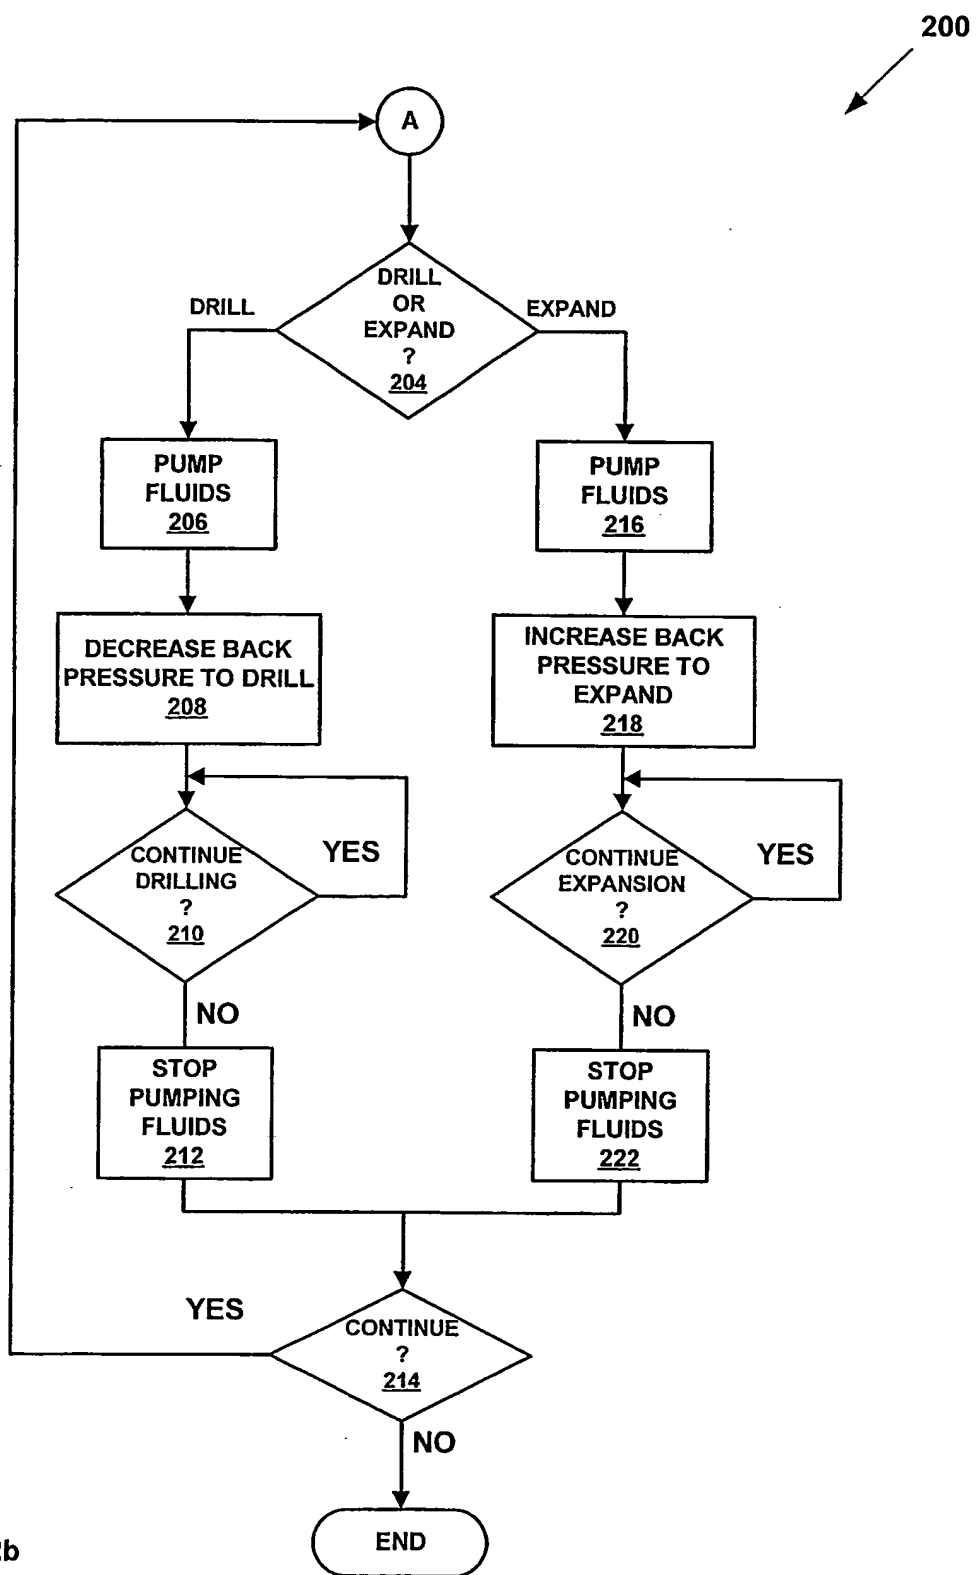 200
A
DRILL
OR
EXPAND
?
204
DRILL
EXPAND
PUMP
FLUIDS
206
PUMP
FLUIDS
216
DECREASE BACK
PRESSURE TO DRILL
208
INCREASE BACK
PRESSURE TO
EXPAND
218
CONTINUE
DRILLING
?
210
YES
CONTINUE
EXPANSION
?
220
YES
NO
NO
STOP
PUMPING
FLUIDS
212
STOP
PUMPING
FLUIDS
222
YES
CONTINUE
?
214
NO
END